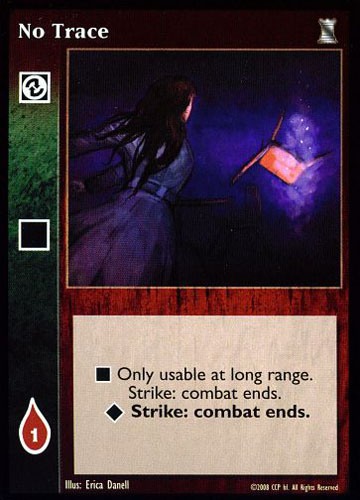 No Trace
Only usable at long range.
Strike: combat ends.
Strike: combat ends.
1
Illus: Erica Danell
©2008 CCP hf. All Rights Reserved